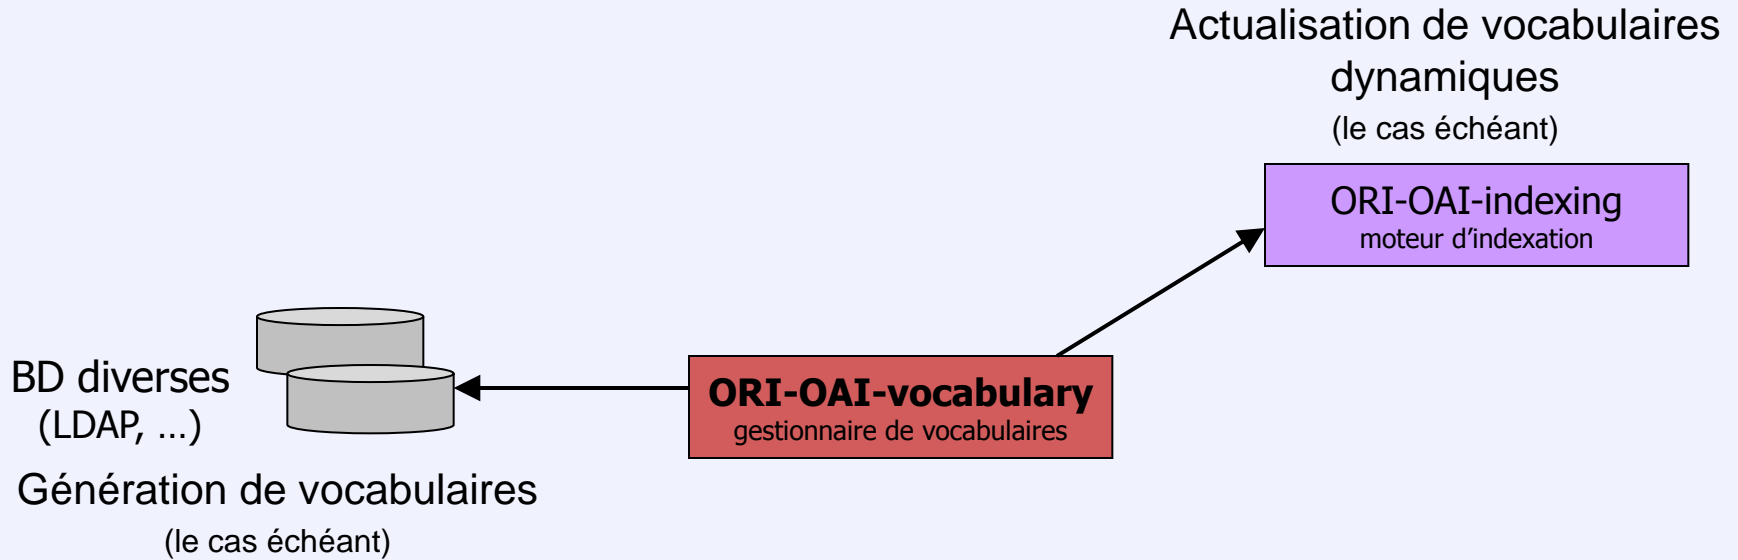 Actualisation de vocabulaires
dynamiques
(le cas échéant)
ORI-OAI-indexing
moteur d’indexation
BD diverses
(LDAP, …)
ORI-OAI-vocabulary
gestionnaire de vocabulaires
Génération de vocabulaires
(le cas échéant)